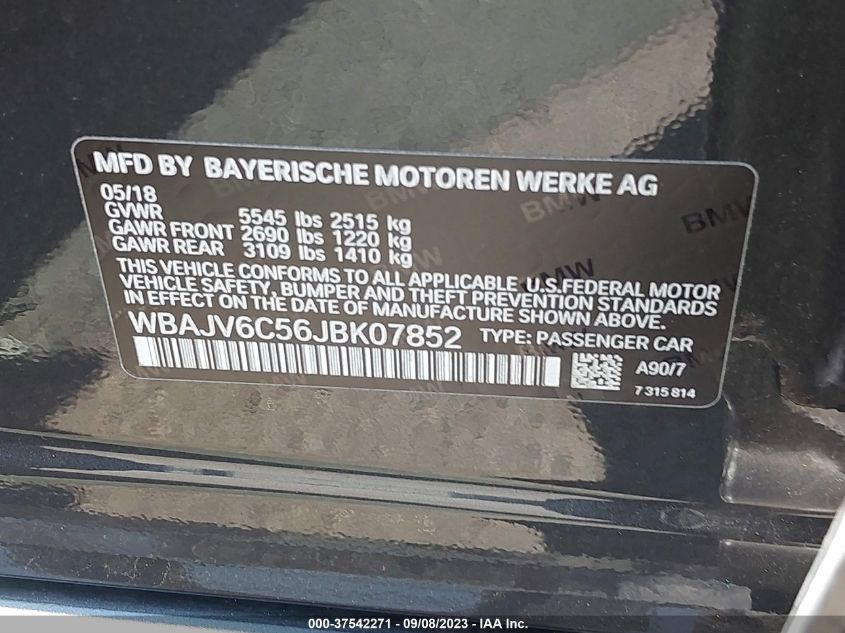 MFD BY BAYERISCHE MOTOREN WERKE AG
05/18
GVWR 5545 lbs 2515 kg
GAWR FRONT 2690 lbs 1220 kg
GAWR REAR 3109 lbs 1410 kg
THIS VEHICLE CONFORMS TO ALL APPLICABLE U.S.FEDERAL MOTOR
VEHICLE SAFETY, BUMPER AND THEFT PREVENTION STANDARDS
IN EFFECT ON THE DATE OF MANUFACTURE SHOWN ABOVE.
WBAJV6C56JBK07852 TYPE: PASSENGER CAR
A90/7
7 315 814
BMW
BMW
BMW
000-37542271 - 09/08/2023 - IAA Inc.